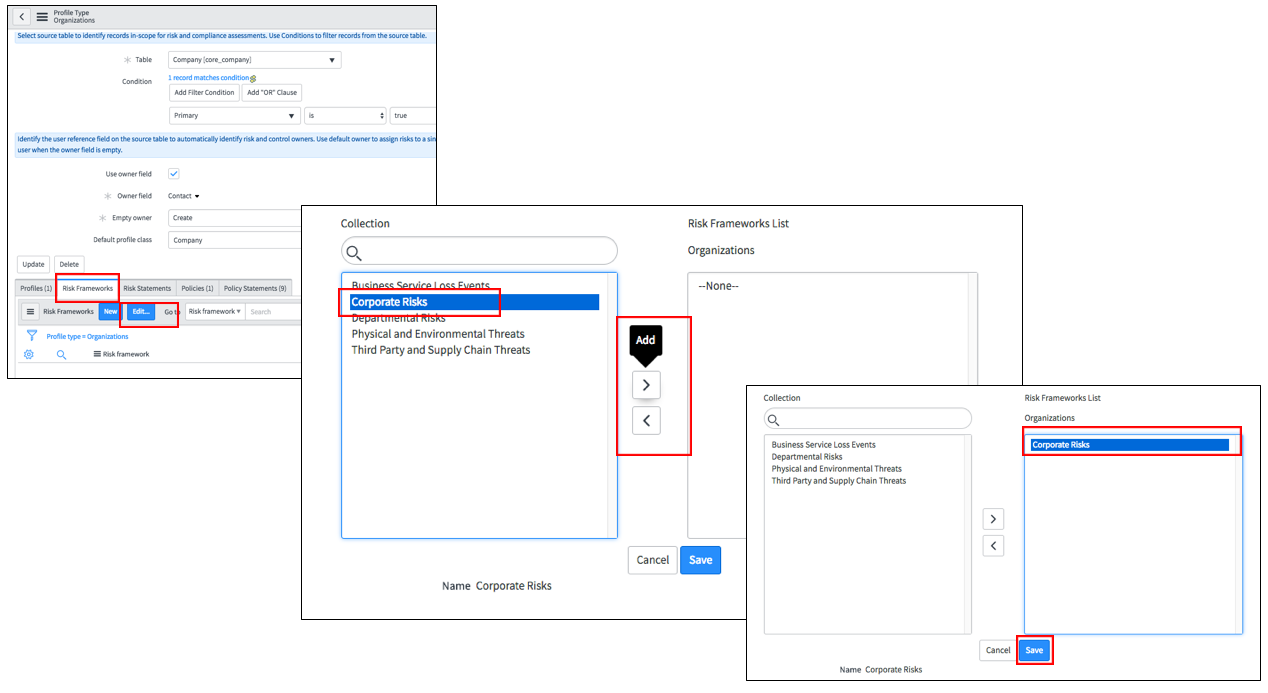 Profile Type
Organizations
Select source table to identify records in-scope for risk and compliance assessments. Use Conditions to filter records from the source table.
Table Company [core_company]
Condition 1 record matches condition
Add Filter Condition Add "OR" Clause
Primary is true
Identify the user reference field on the source table to automatically identify risk and control owners. Use default owner to assign risks to a sin
user when the owner field is empty.
Use owner field
Owner field Contact
Empty owner Create
Default profile class Company
Update Delete
Profiles (1) Risk Frameworks Risk Statements Policies (1) Policy Statements (9)
Risk Frameworks New Edit... Go to Risk framework Search
Profile type = Organizations
Risk framework
Collection Risk Frameworks List
Organizations
Business Service Loss Events
Corporate Risks
Departmental Risks
Physical and Environmental Threats
Third Party and Supply Chain Threats
Add
>
<
--None--
Cancel Save
Name Corporate Risks
Collection Risk Frameworks List
Organizations
Business Service Loss Events
Departmental Risks
Physical and Environmental Threats
Third Party and Supply Chain Threats
>
<
Corporate Risks
Cancel Save
Name Corporate Risks